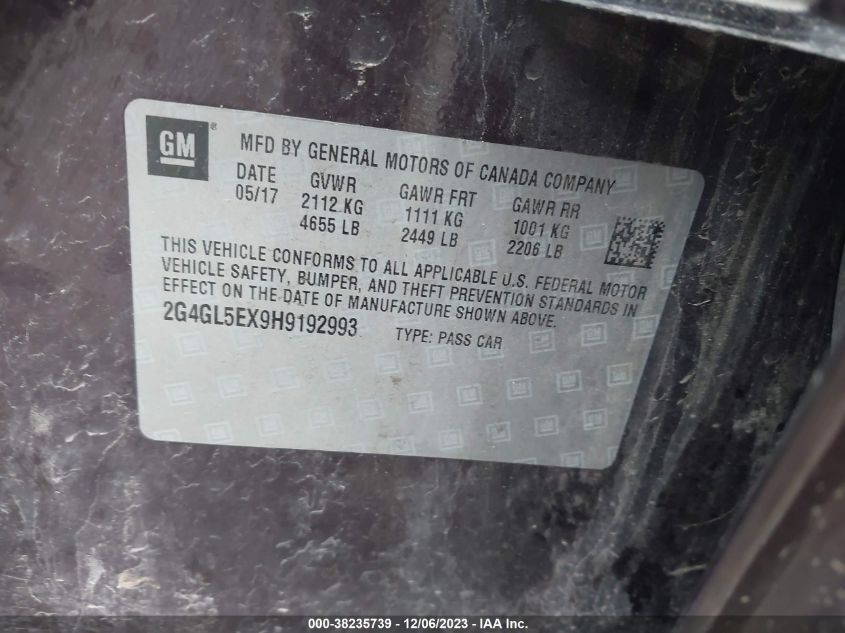 GM ®
MFD BY GENERAL MOTORS OF CANADA COMPANY
DATE GVWR GAWR FRT GAWR RR
05/17 2112 KG 1111 KG 1001 KG
4655 LB 2449 LB 2206 LB
THIS VEHICLE CONFORMS TO ALL APPLICABLE U.S. FEDERAL MOTOR
VEHICLE SAFETY, BUMPER, AND THEFT PREVENTION STANDARDS IN
EFFECT ON THE DATE OF MANUFACTURE SHOWN ABOVE.
2G4GL5EX9H9192993 TYPE: PASS CAR
000-38235739 - 12/06/2023 - IAA Inc.